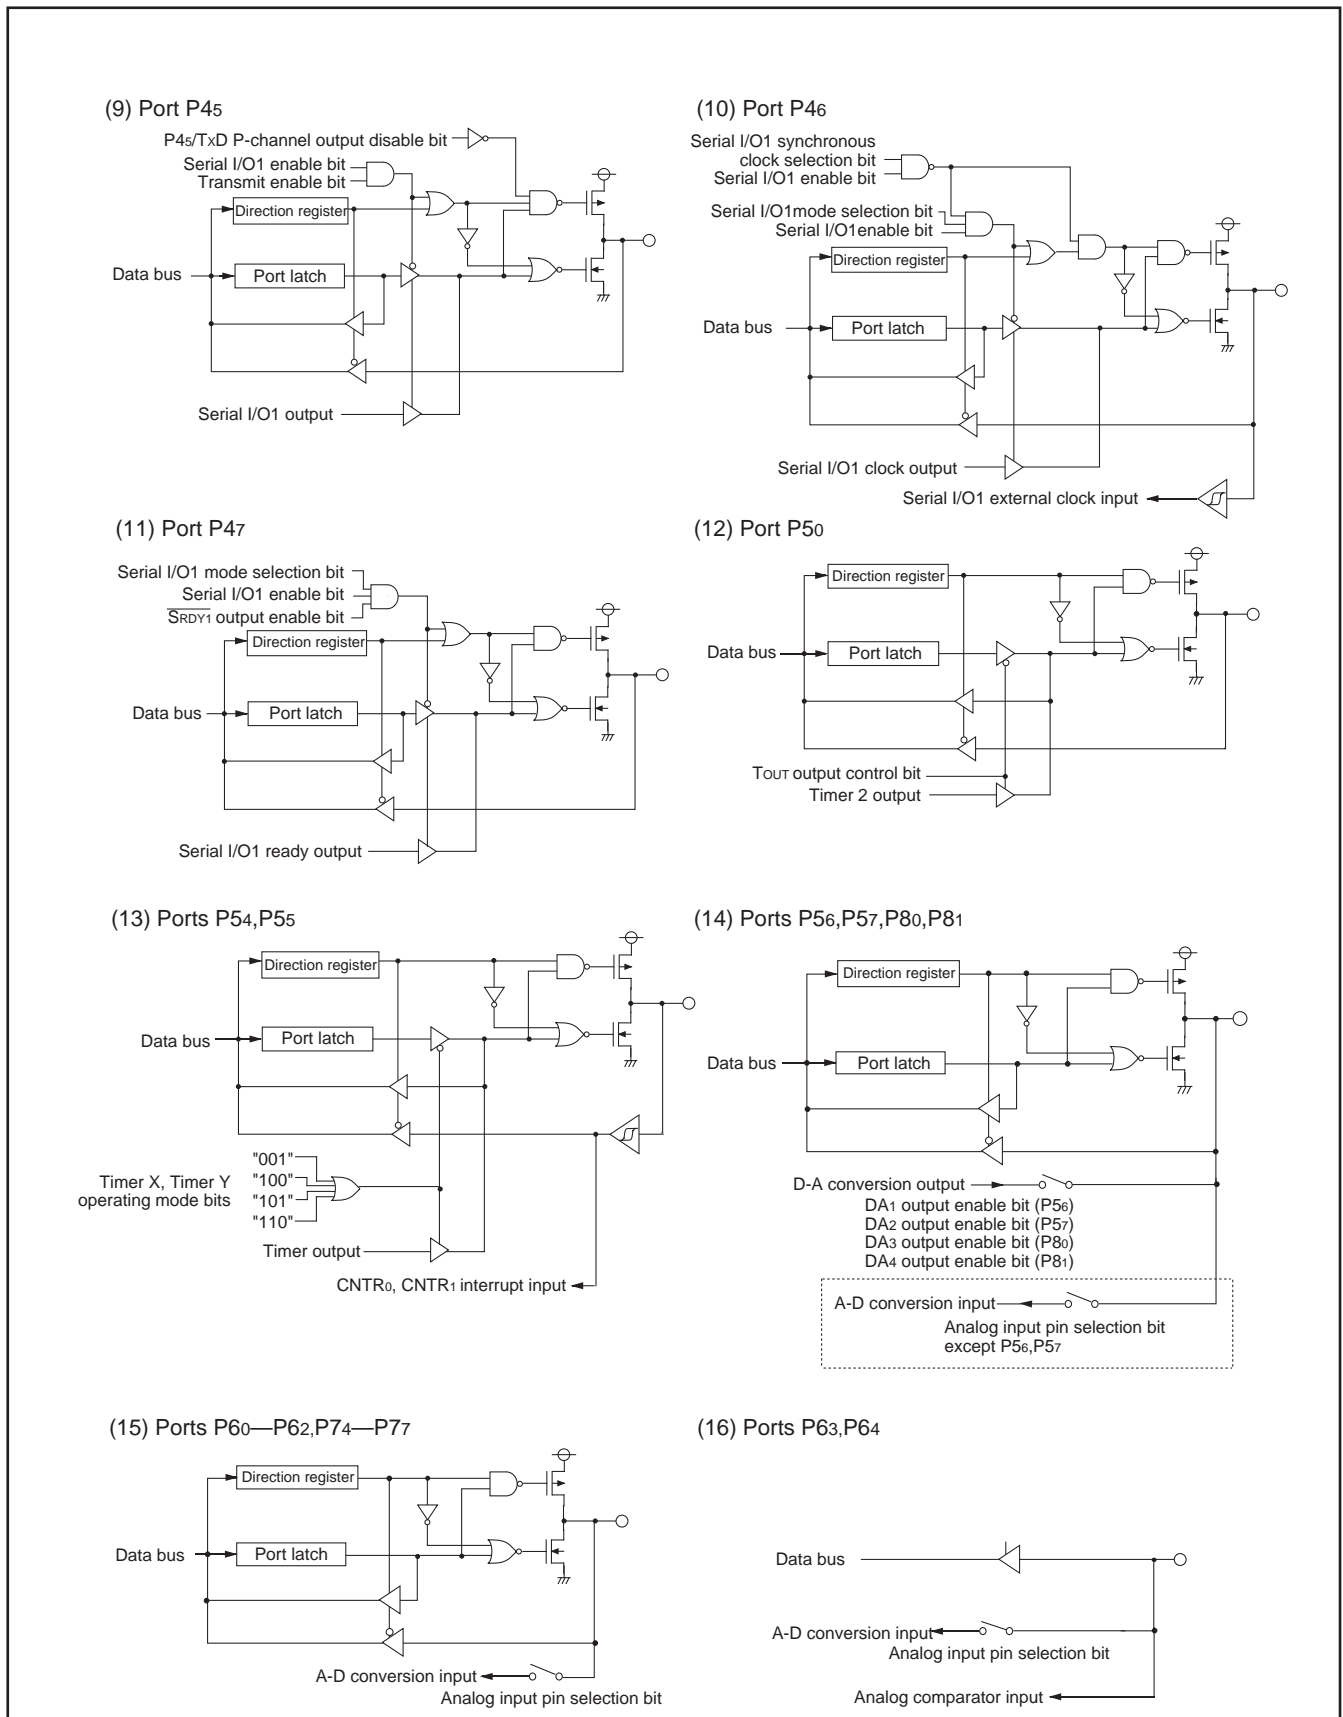 (9) Port P45
P45/TXD P-channel output disable bit
Serial I/O1 enable bit
Transmit enable bit
Direction register
Data bus
Port latch
Serial I/O1 output
(10) Port P46
Serial I/O1 synchronous
clock selection bit
Serial I/O1 enable bit
Serial I/O1mode selection bit
Serial I/O1enable bit
Direction register
Data bus
Port latch
Serial I/O1 clock output
Serial I/O1 external clock input
(11) Port P47
Serial I/O1 mode selection bit
Serial I/O1 enable bit
SRDY1 output enable bit
Direction register
Data bus
Port latch
Serial I/O1 ready output
(12) Port P50
Direction register
Data bus
Port latch
TOUT output control bit
Timer 2 output
(13) Ports P54,P55
Direction register
Data bus
Port latch
Timer X, Timer Y
operating mode bits
"001"
"100"
"101"
"110"
Timer output
CNTR0, CNTR1 interrupt input
(14) Ports P56,P57,P80,P81
Direction register
Data bus
Port latch
D-A conversion output
DA1 output enable bit (P56)
DA2 output enable bit (P57)
DA3 output enable bit (P80)
DA4 output enable bit (P81)
A-D conversion input
Analog input pin selection bit
except P56,P57
(15) Ports P60—P62,P74—P77
Direction register
Data bus
Port latch
A-D conversion input
Analog input pin selection bit
(16) Ports P63,P64
Data bus
A-D conversion input
Analog input pin selection bit
Analog comparator input